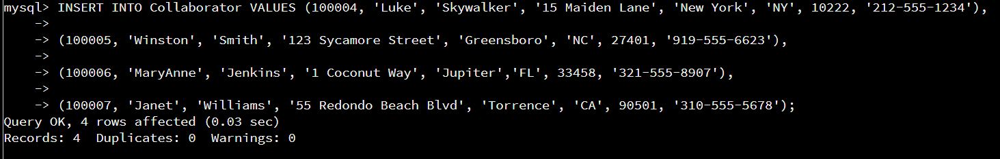 mysql> INSERT INTO Collaborator VALUES (100004, 'Luke', 'Skywalker', '15 Maiden Lane', 'New York', 'NY', 10222, '212-555-1234'),
    ->
    -> (100005, 'Winston', 'Smith', '123 Sycamore Street', 'Greensboro', 'NC', 27401, '919-555-6623'),
    ->
    -> (100006, 'MaryAnne', 'Jenkins', '1 Coconut Way', 'Jupiter','FL', 33458, '321-555-8907'),
    ->
    -> (100007, 'Janet', 'Williams', '55 Redondo Beach Blvd', 'Torrence', 'CA', 90501, '310-555-5678');
Query OK, 4 rows affected (0.03 sec)
Records: 4  Duplicates: 0  Warnings: 0